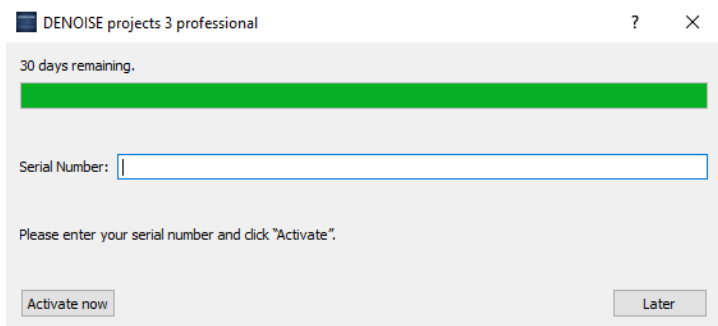 DENOISE projects 3 professional
30 days remaining.
Serial Number:
Please enter your serial number and click “Activate”.
Activate now
Later